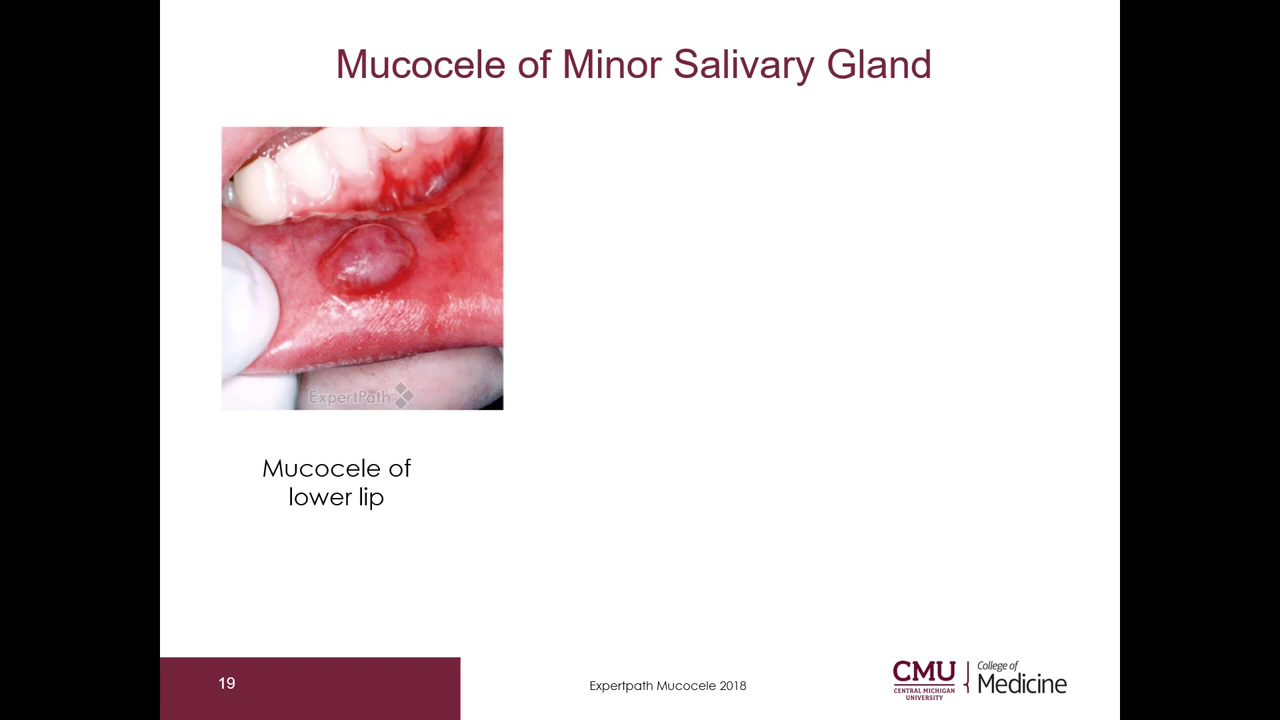 Mucocele of Minor Salivary Gland
ExpertPath
Mucocele of
lower lip
19
Expertpath Mucocele 2018
CMU
CENTRAL MICHIGAN
UNIVERSITY
College of
Medicine